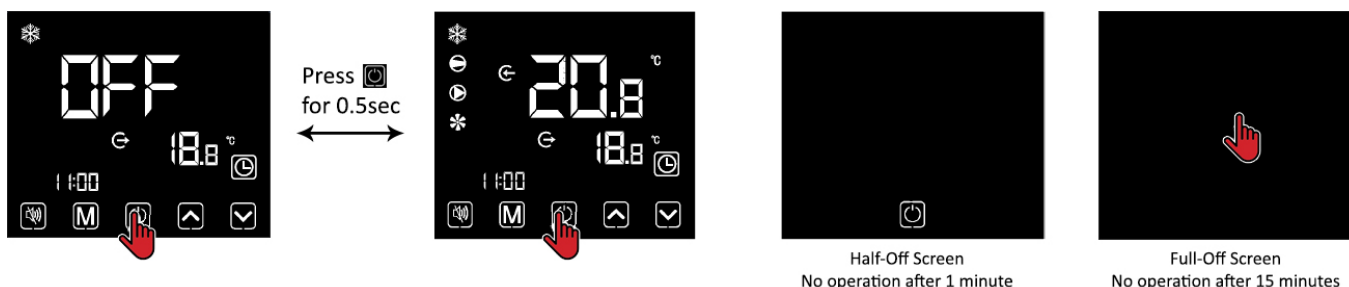 OFF
18.8 °C
11:00
M
Press
for 0.5sec
20.8 °C
18.8 °C
11:00
M
Half-Off Screen
No operation after 1 minute
Full-Off Screen
No operation after 15 minutes